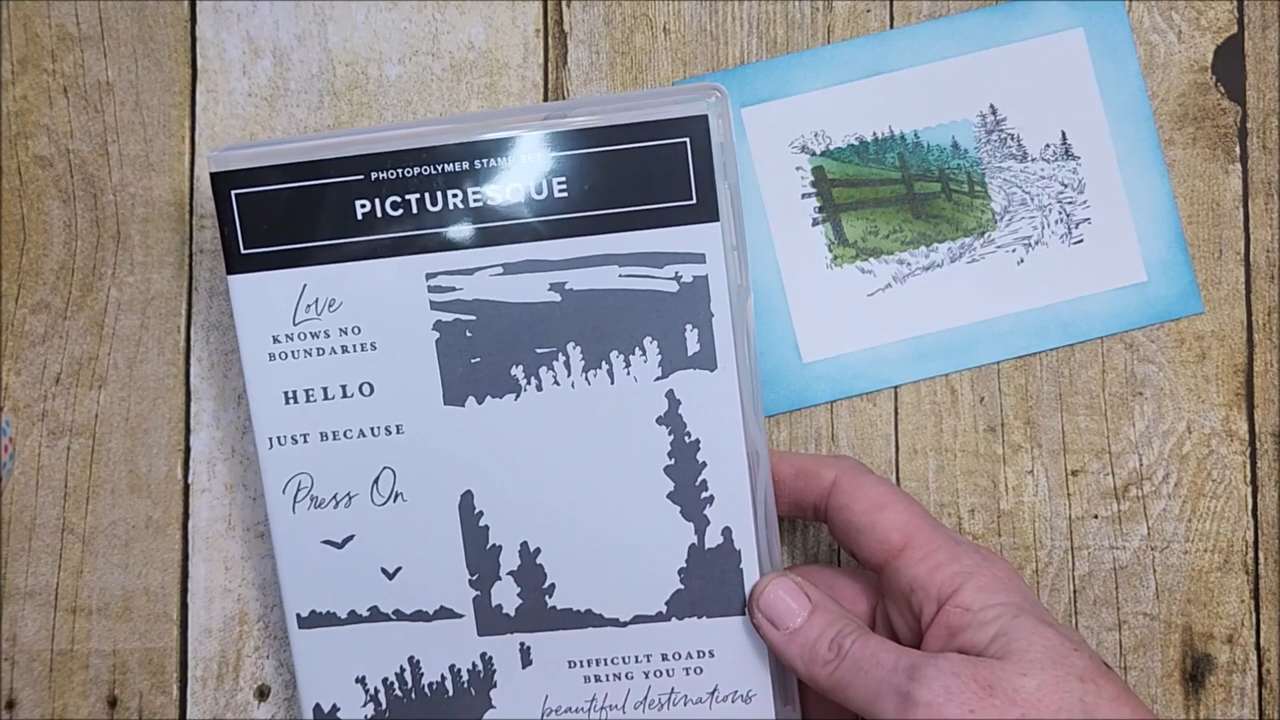 PHOTOPOLYMER STAMP SET
PICTURESQUE
Love
KNOWS NO
BOUNDARIES
HELLO
JUST BECAUSE
Press On
DIFFICULT ROADS
BRING YOU TO
beautiful destinations